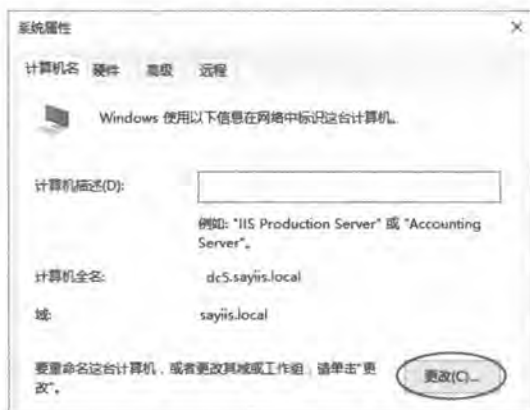 系统属性
计算机名 硬件 高级 远程
Windows 使用以下信息在网络中标识这台计算机。
计算机描述(D):
例如: "IIS Production Server" 或 "Accounting
Server"。
计算机全名: dc5.sayiis.local
域: sayiis.local
要重命名这台计算机，或者更改其域或工作组，请单击"更
改"。
更改(C)...